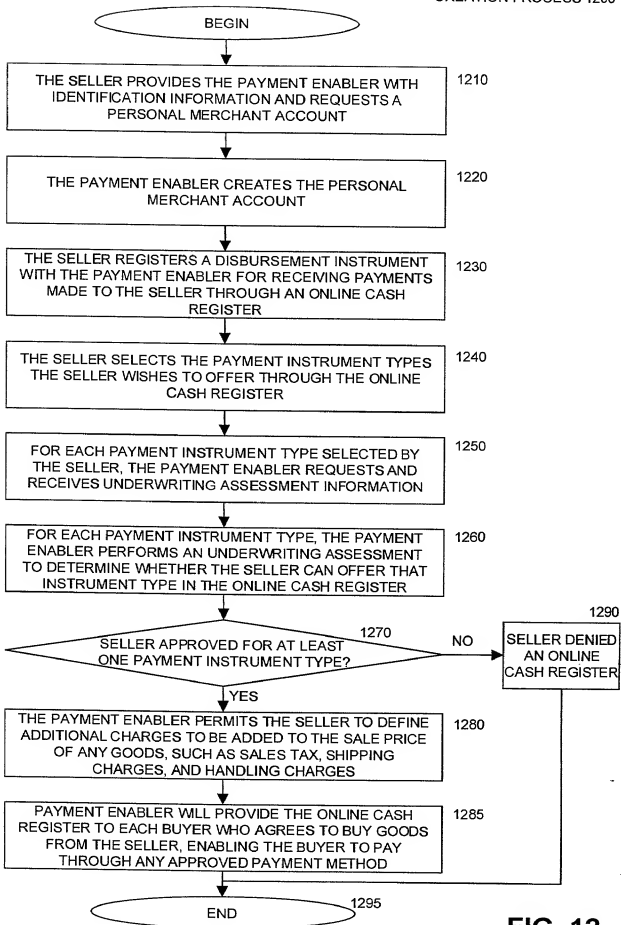 CREATION PROCESS 1200
BEGIN
THE SELLER PROVIDES THE PAYMENT ENABLER WITH
IDENTIFICATION INFORMATION AND REQUESTS A
PERSONAL MERCHANT ACCOUNT
1210
THE PAYMENT ENABLER CREATES THE PERSONAL
MERCHANT ACCOUNT
1220
THE SELLER REGISTERS A DISBURSEMENT INSTRUMENT
WITH THE PAYMENT ENABLER FOR RECEIVING PAYMENTS
MADE TO THE SELLER THROUGH AN ONLINE CASH
REGISTER
1230
THE SELLER SELECTS THE PAYMENT INSTRUMENT TYPES
THE SELLER WISHES TO OFFER THROUGH THE ONLINE
CASH REGISTER
1240
FOR EACH PAYMENT INSTRUMENT TYPE SELECTED BY
THE SELLER, THE PAYMENT ENABLER REQUESTS AND
RECEIVES UNDERWRITING ASSESSMENT INFORMATION
1250
FOR EACH PAYMENT INSTRUMENT TYPE, THE PAYMENT
ENABLER PERFORMS AN UNDERWRITING ASSESSMENT
TO DETERMINE WHETHER THE SELLER CAN OFFER THAT
INSTRUMENT TYPE IN THE ONLINE CASH REGISTER
1260
1270
SELLER APPROVED FOR AT LEAST
ONE PAYMENT INSTRUMENT TYPE?
NO
1290
SELLER DENIED
AN ONLINE
CASH REGISTER
YES
THE PAYMENT ENABLER PERMITS THE SELLER TO DEFINE
ADDITIONAL CHARGES TO BE ADDED TO THE SALE PRICE
OF ANY GOODS, SUCH AS SALES TAX, SHIPPING
CHARGES, AND HANDLING CHARGES
1280
PAYMENT ENABLER WILL PROVIDE THE ONLINE CASH
REGISTER TO EACH BUYER WHO AGREES TO BUY GOODS
FROM THE SELLER, ENABLING THE BUYER TO PAY
THROUGH ANY APPROVED PAYMENT METHOD
1285
END
1295
FIG. 12